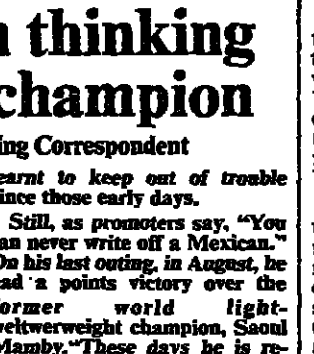 thinking
champion
ing Correspondent
earnt to keep out of trouble
ince those early days.
Still, as promoters say, "You
an never write off a Mexican."
On his last outing, in August, he
ad a points victory over the
former world light-
weltwerweight champion, Saoul
Mamby. "These days he is re-